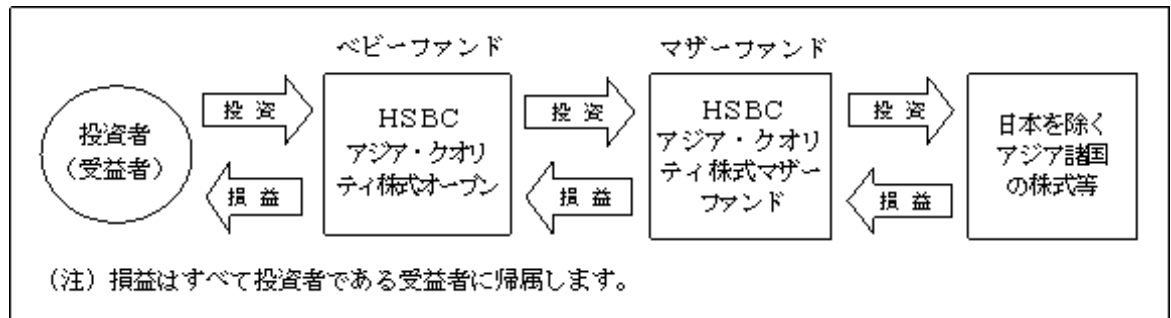 ベビーファンド
マザーファンド
投資者
（受益者）
投資
損益
HSBC
アジア・クオリ
ティ株式オープン
投資
損益
HSBC
アジア・クオリ
ティ株式マザー
ファンド
投資
損益
日本を除く
アジア諸国
の株式等
（注）損益はすべて投資者である受益者に帰属します。